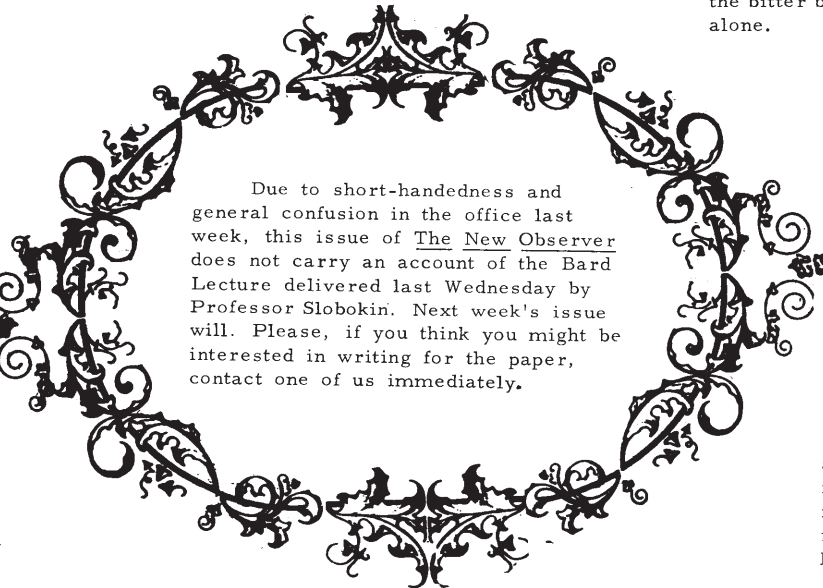 the bitter
alone.
Due to short-handedness and
general confusion in the office last
week, this issue of The New Observer
does not carry an account of the Bard
Lecture delivered last Wednesday by
Professor Slobokin. Next week's issue
will. Please, if you think you might be
interested in writing for the paper,
contact one of us immediately.